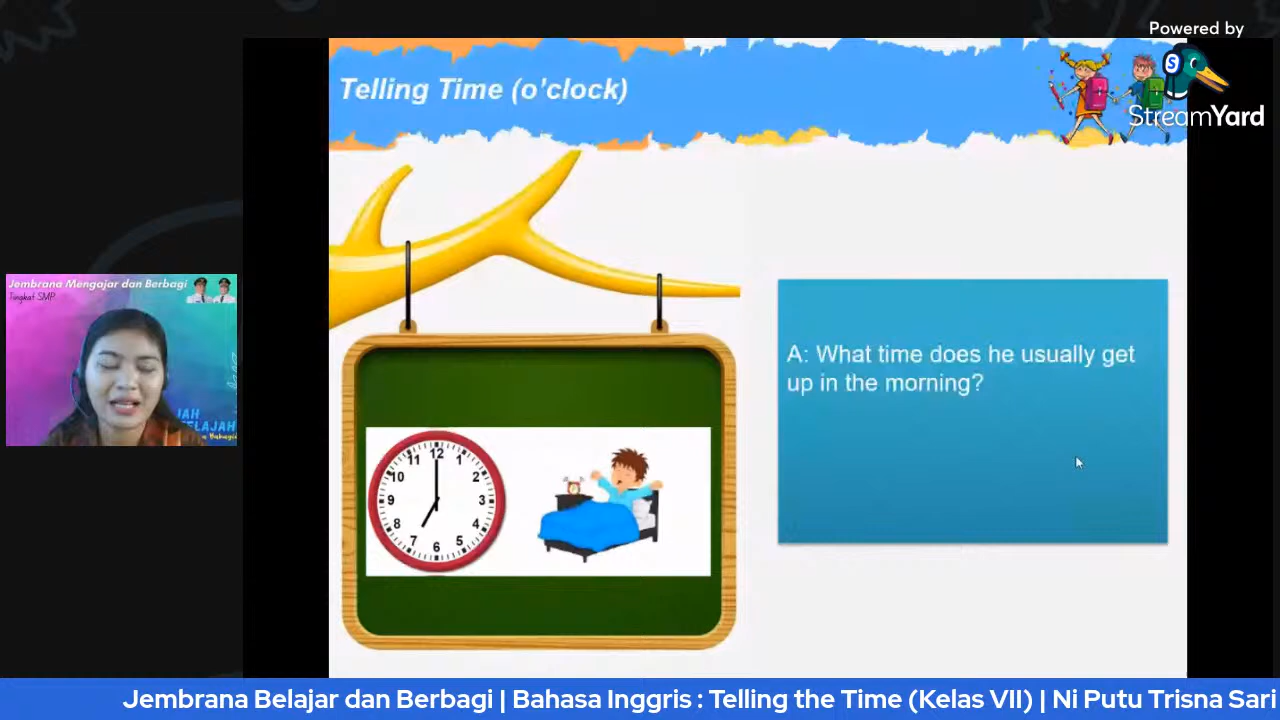 Powered by
StreamYard
Telling Time (o'clock)
Jembrana Mengajar dan Berbagi
Tingkat SMP
A: What time does he usually get
up in the morning?
12
1
2
3
4
5
6
7
8
9
10
11
Jembrana Belajar dan Berbagi | Bahasa Inggris : Telling the Time (Kelas VII) | Ni Putu Trisna Sari